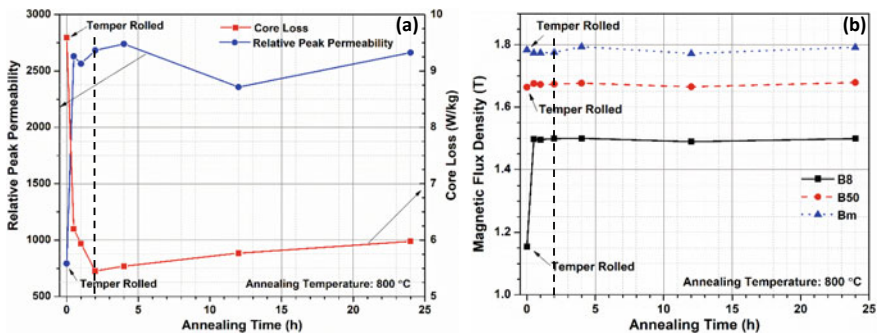 (a)
Temper Rolled
Core Loss
Relative Peak Permeability
3000
2500
2000
1500
1000
500
Relative Peak Permeability
10
9
8
7
6
5
Core Loss (W/kg)
Temper Rolled
Annealing Temperature: 800 °C
0
5
10
15
20
25
Annealing Time (h)
(b)
Temper Rolled
Temper Rolled
B8
B50
Bm
Temper Rolled
Annealing Temperature: 800 °C
2.0
1.8
1.6
1.4
1.2
1.0
Magnetic Flux Density (T)
0
5
10
15
20
25
Annealing Time (h)